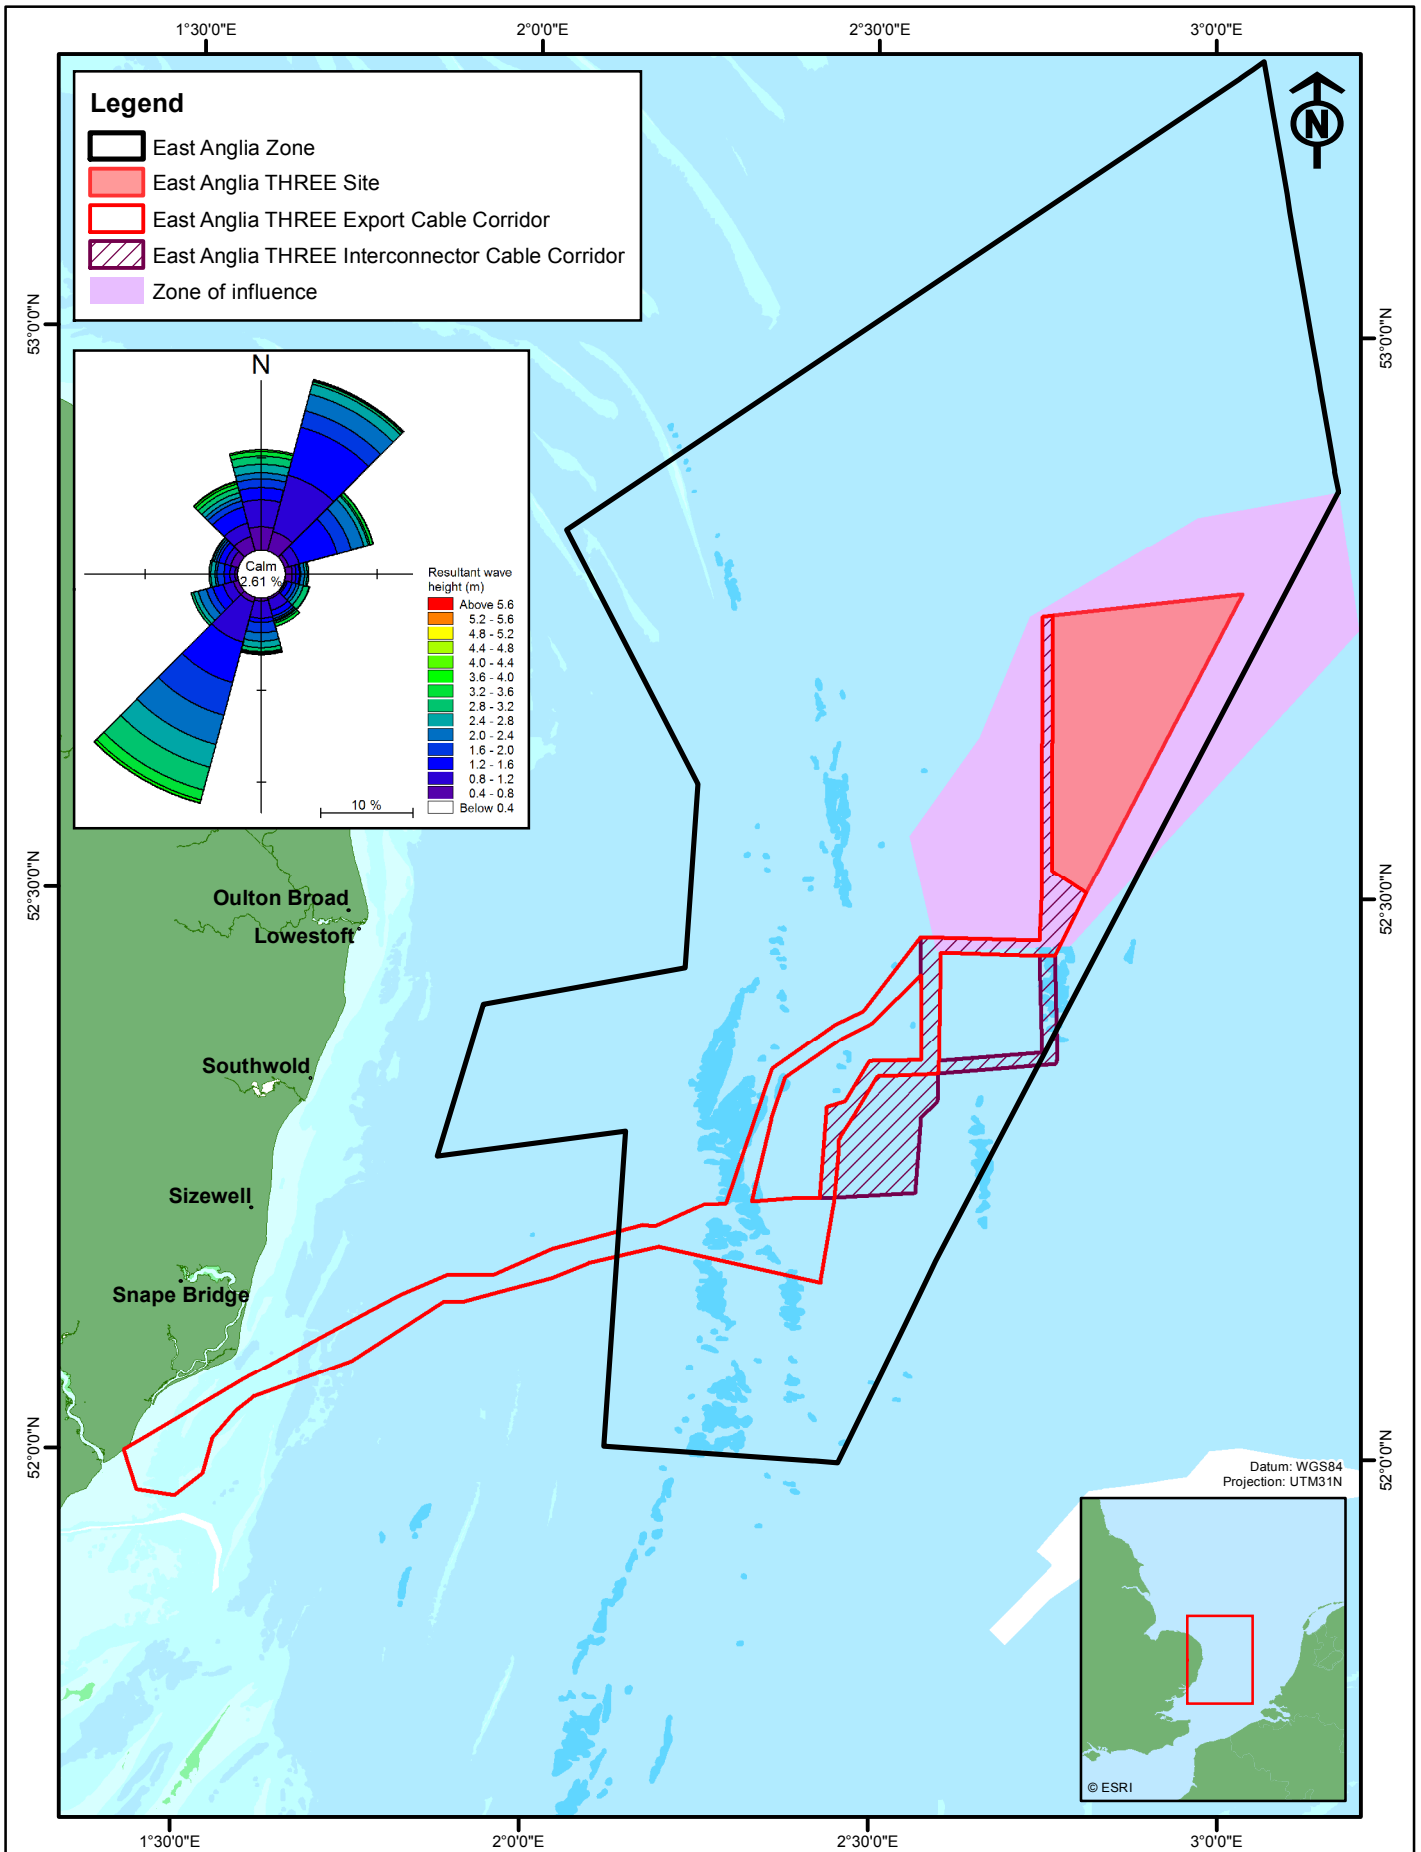 1°30'0"E 2°0'0"E 2°30'0"E 3°0'0"E
Legend
East Anglia Zone
East Anglia THREE Site
East Anglia THREE Export Cable Corridor
East Anglia THREE Interconnector Cable Corridor
Zone of influence
N
53°0'0"N
53°0'0"N
N
Calm
2.61 %
10 %
Resultant wave
height (m)
Above 5.6
5.2 - 5.6
4.8 - 5.2
4.4 - 4.8
4.0 - 4.4
3.6 - 4.0
3.2 - 3.6
2.8 - 3.2
2.4 - 2.8
2.0 - 2.4
1.6 - 2.0
1.2 - 1.6
0.8 - 1.2
0.4 - 0.8
Below 0.4
52°30'0"N
52°30'0"N
Oulton Broad
Lowestoft
Southwold
Sizewell
Snape Bridge
52°0'0"N
52°0'0"N
Datum: WGS84
Projection: UTM31N
© ESRI
1°30'0"E 2°0'0"E 2°30'0"E 3°0'0"E